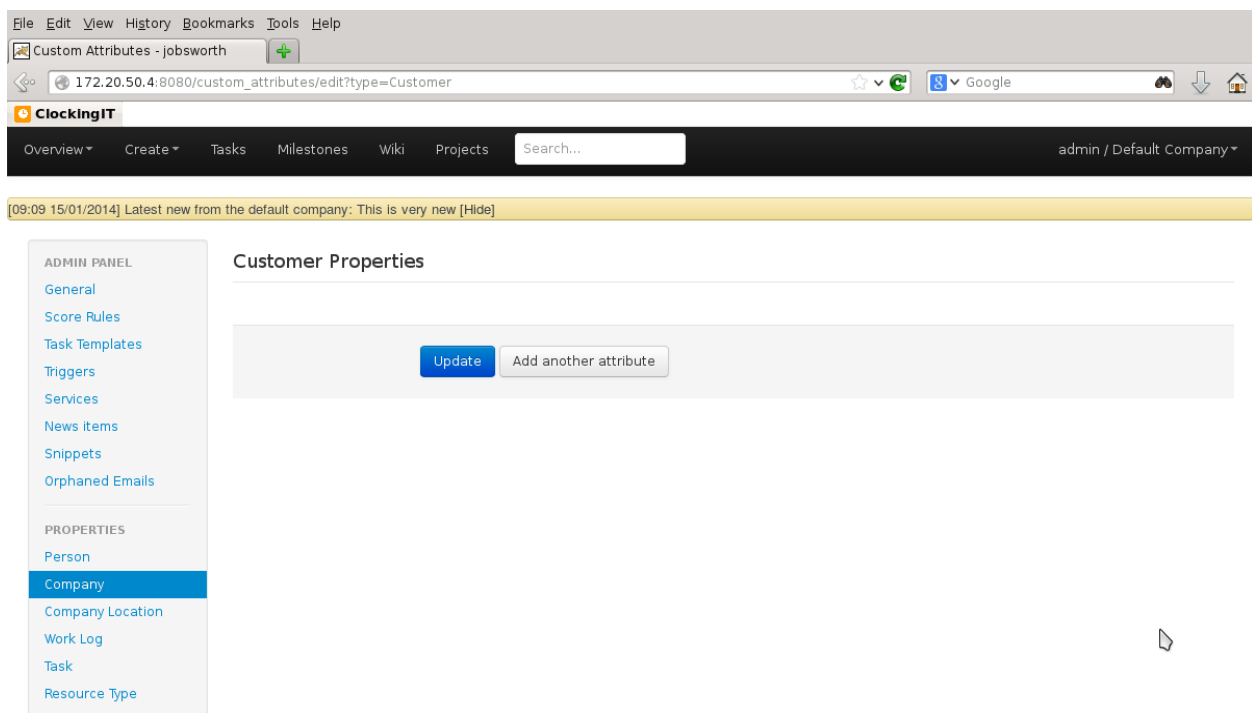 File Edit View History Bookmarks Tools Help
Custom Attributes - jobsworth
172.20.50.4:8080/custom_attributes/edit?type=Customer
Google
ClockingIT
Overview Create Tasks Milestones Wiki Projects Search... admin / Default Company
[09:09 15/01/2014] Latest new from the default company: This is very new [Hide]
ADMIN PANEL
General
Score Rules
Task Templates
Triggers
Services
News items
Snippets
Orphaned Emails
PROPERTIES
Person
Company
Company Location
Work Log
Task
Resource Type
Customer Properties
Update Add another attribute